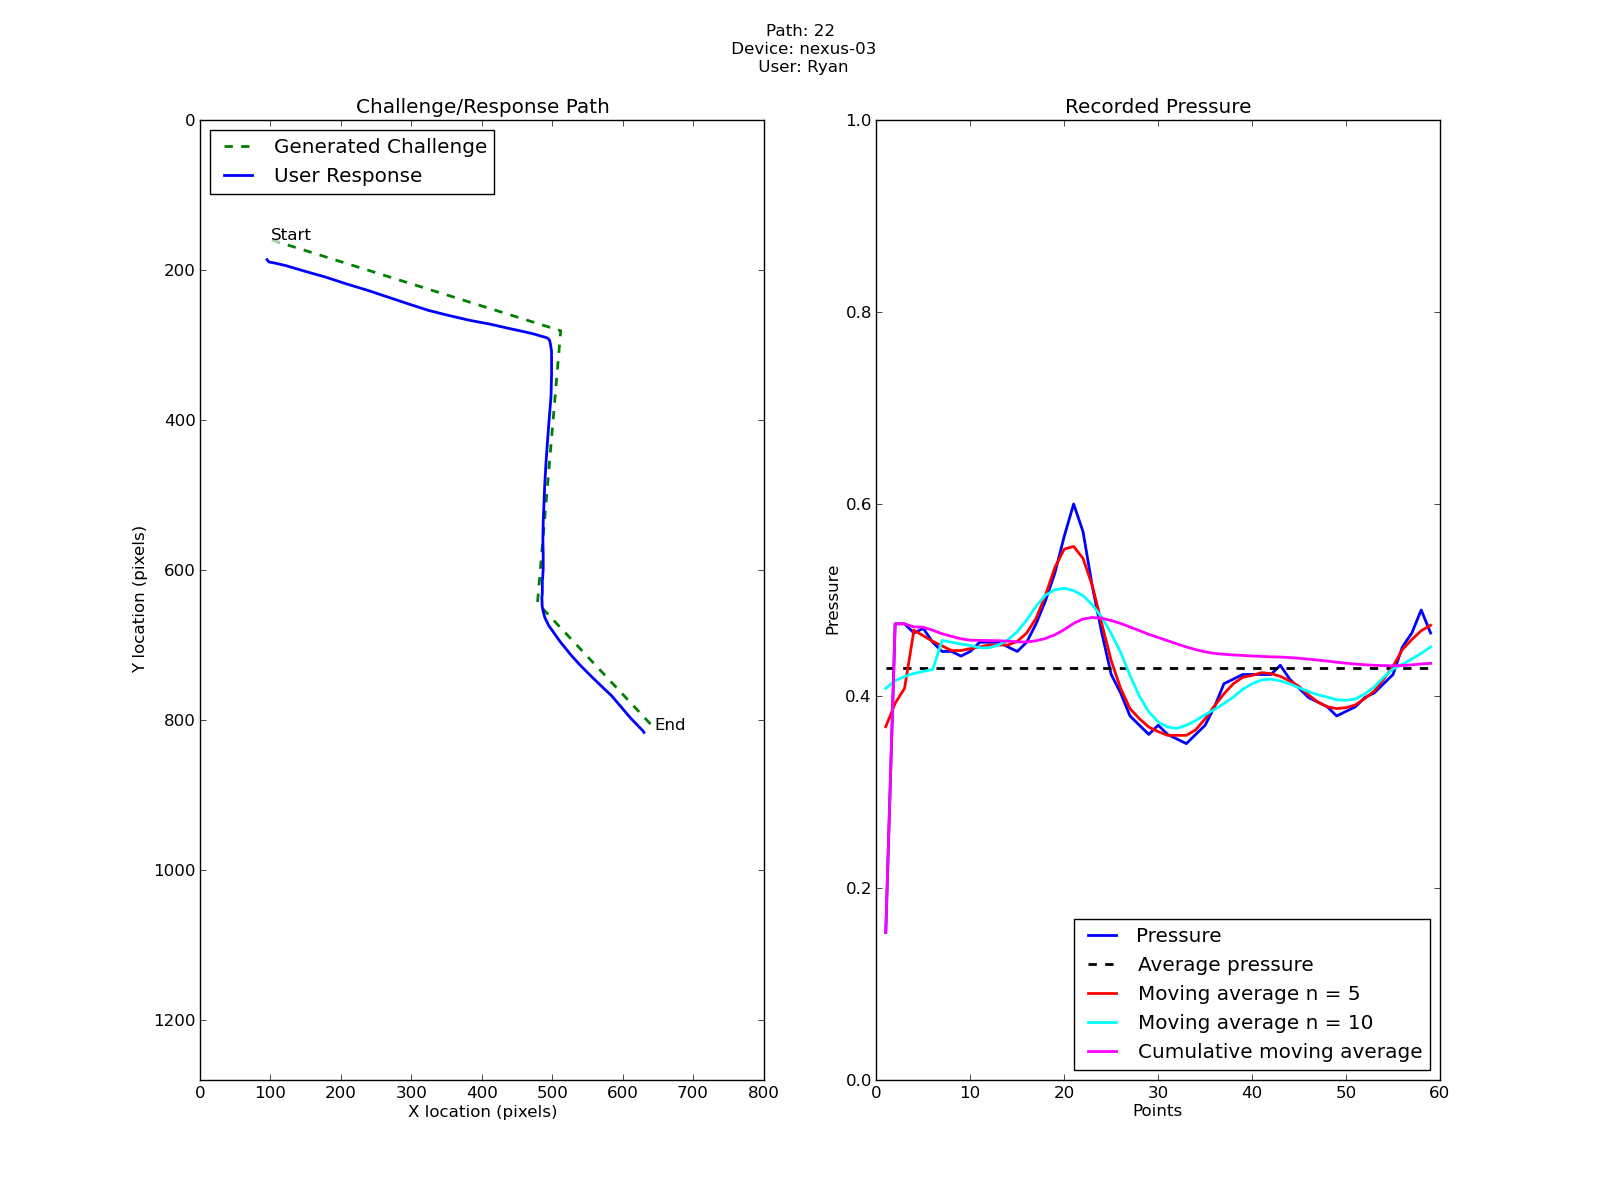 Path: 22
Device: nexus-03
User: Ryan
Challenge/Response Path
Generated Challenge
User Response
Start
End
0
200
400
600
800
1000
1200
Y location (pixels)
0 100 200 300 400 500 600 700 800
X location (pixels)
Recorded Pressure
1.0
0.8
0.6
0.4
0.2
0.0
Pressure
Pressure
Average pressure
Moving average n = 5
Moving average n = 10
Cumulative moving average
0 10 20 30 40 50 60
Points